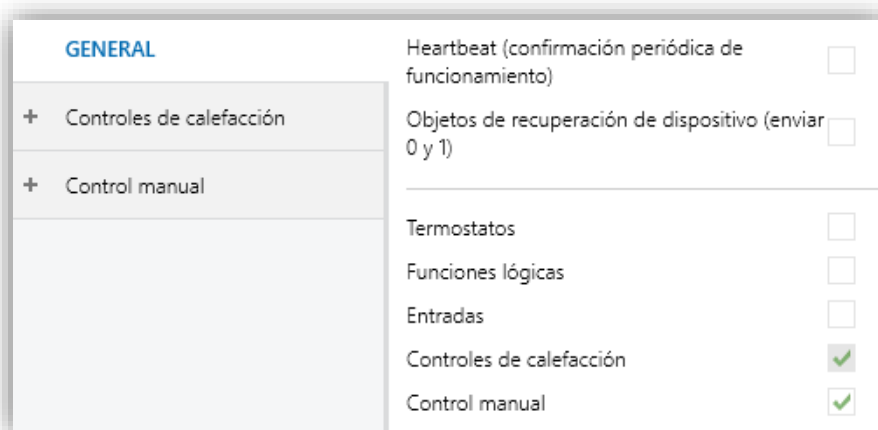 GENERAL
+ Controles de calefacción
+ Control manual
Heartbeat (confirmación periódica de
funcionamiento)
Objetos de recuperación de dispositivo (enviar
0 y 1)
Termostatos
Funciones lógicas
Entradas
Controles de calefacción
Control manual